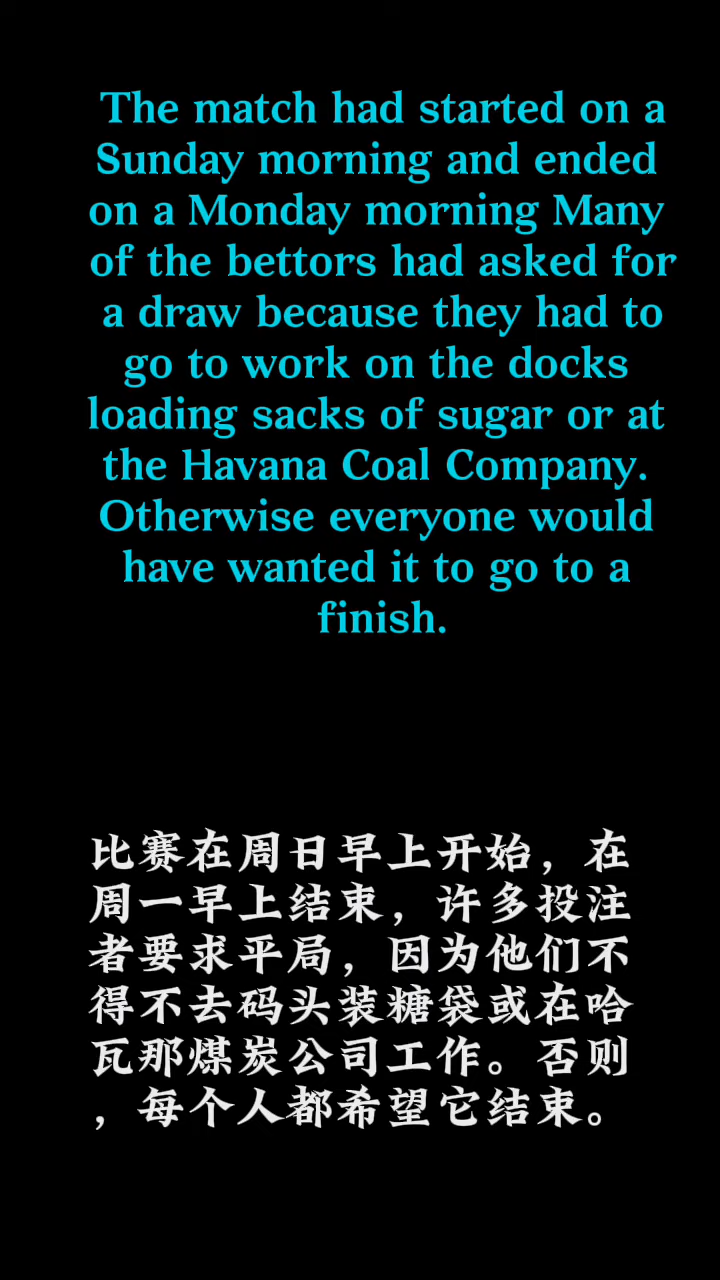 The match had started on a
Sunday morning and ended
on a Monday morning Many
of the bettors had asked for
a draw because they had to
go to work on the docks
loading sacks of sugar or at
the Havana Coal Company.
Otherwise everyone would
have wanted it to go to a
finish.
比赛在周日早上开始，在
周一早上结束，许多投注
者要求平局，因为他们不
得不去码头装糖袋或在哈
瓦那煤炭公司工作。否则
，每个人都希望它结束。